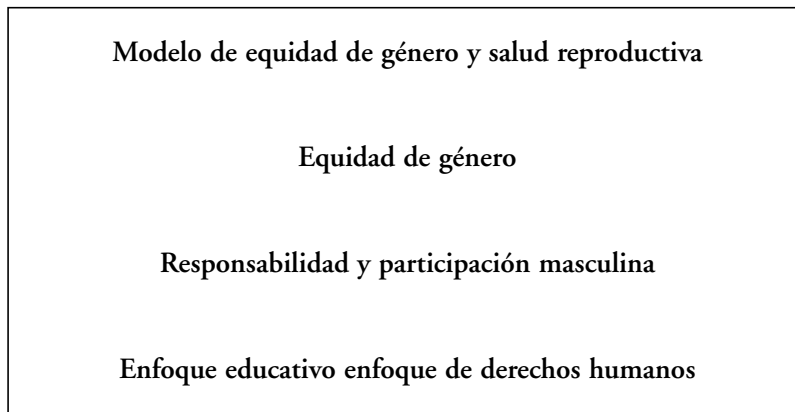 Modelo de equidad de género y salud reproductiva
Equidad de género
Responsabilidad y participación masculina
Enfoque educativo enfoque de derechos humanos